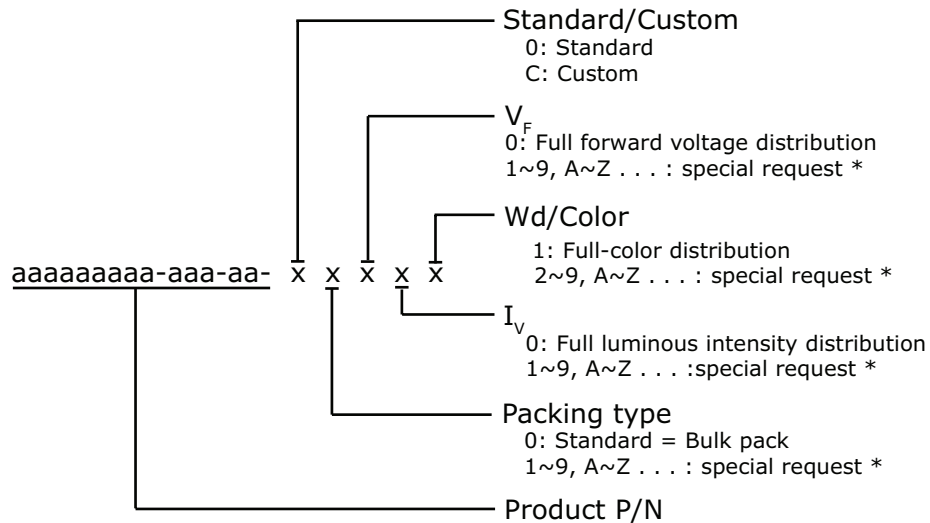 Standard/Custom
0: Standard
C: Custom
VF
0: Full forward voltage distribution
1~9, A~Z . . . : special request *
Wd/Color
1: Full-color distribution
2~9, A~Z . . . : special request *
aaaaaaaaa-aaa-aa- x x x x x
IV
0: Full luminous intensity distribution
1~9, A~Z . . . :special request *
Packing type
0: Standard = Bulk pack
1~9, A~Z . . . : special request *
Product P/N